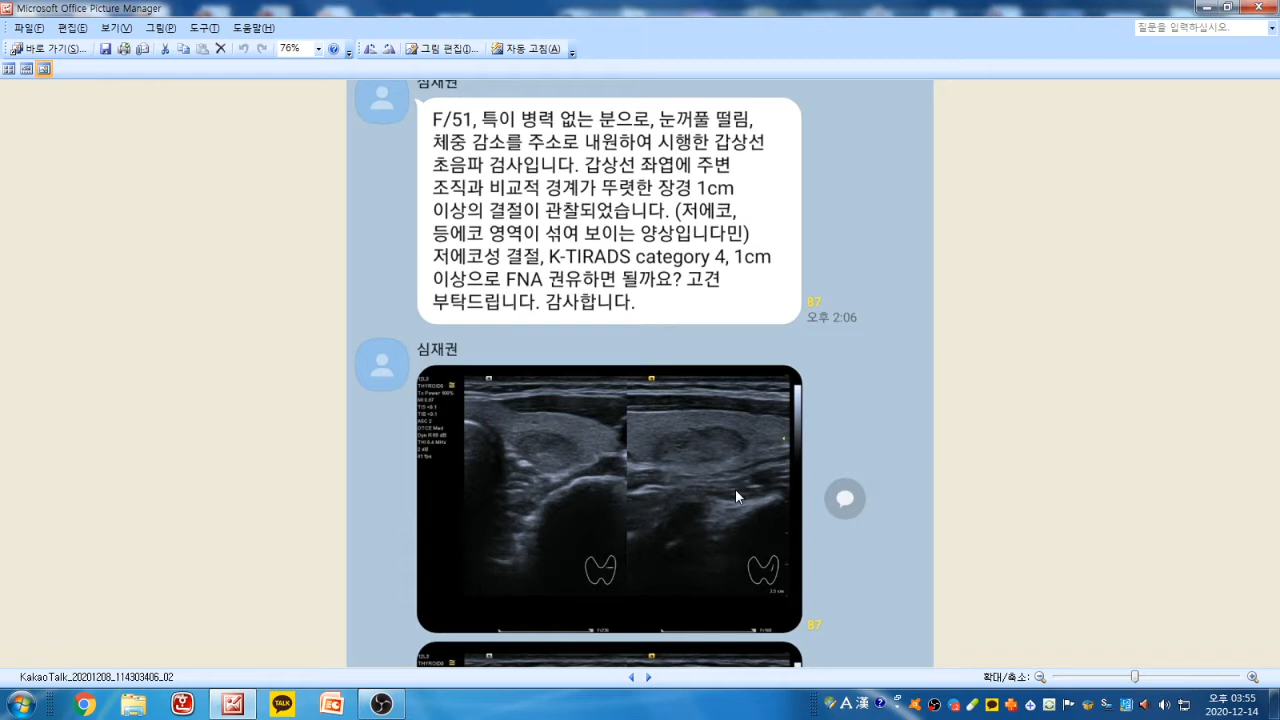 Microsoft Office Picture Manager
파일(F) 편집(E) 보기(V) 그림(P) 도구(T) 도움말(H)
질문을 입력하십시오.
바로 가기(S)... 76% 그림 편집(I)... 자동 고침(A)
심재권
F/51, 특이 병력 없는 분으로, 눈꺼풀 떨림,
체중 감소를 주소로 내원하여 시행한 갑상선
초음파 검사입니다. 갑상선 좌엽에 주변
조직과 비교적 경계가 뚜렷한 장경 1cm
이상의 결절이 관찰되었습니다. (저에코,
등에코 영역이 섞여 보이는 양상입니다민)
저에코성 결절, K-TIRADS category 4, 1cm
이상으로 FNA 권유하면 될까요? 고견
부탁드립니다. 감사합니다.
87
오후 2:06
심재권
THYROID6
Tx Power 100%
87
THYROID6
확대/축소:
TALK
A 漢
오후 03:55
2020-12-14